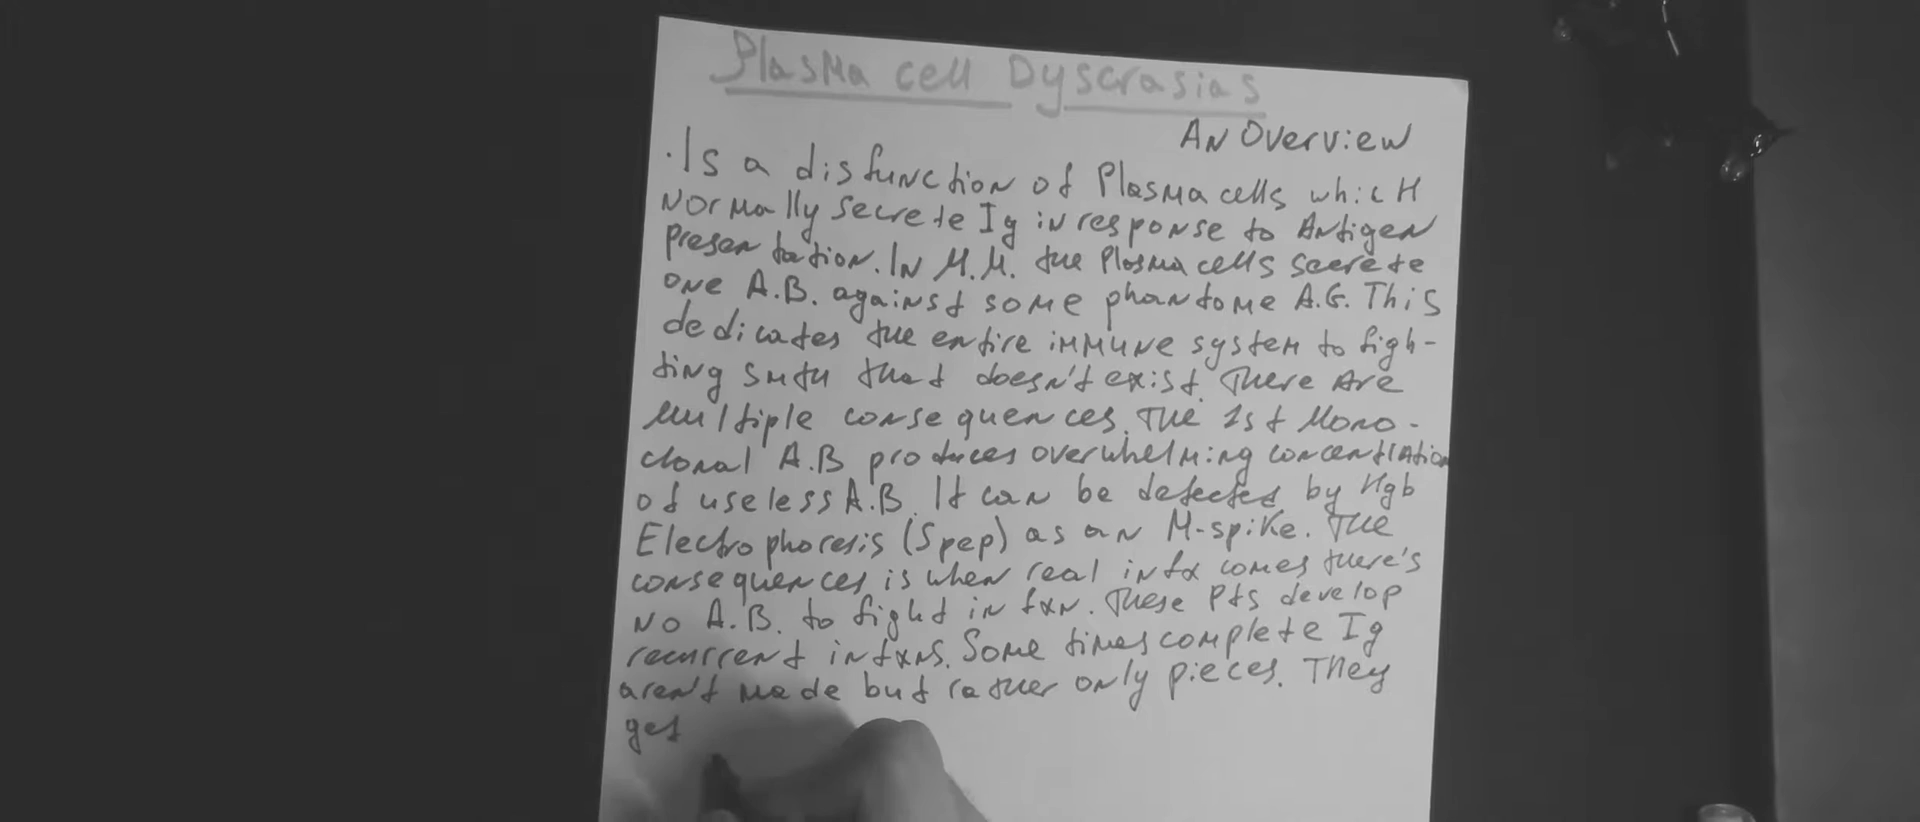 Plasma cell Dyscrasias
An Overview
. Is a disfunction of Plasma cells which
normally secrete Ig in response to Antigen
presentation. In M.M. the Plasma cells secrete
one A.B. against some phantome A.G. This
dedicates the entire immune system to figh-
ting smth that doesn't exist. There are
multiple consequences. The 1st Mono-
clonal A.B produces overwhelming concentration
of useless A.B. It can be detected by Hgb
Electrophoresis (Spep) as an M-spike. The
consequences is when real infx comes there's
no A.B. to fight infxn. These Pts develop
recurrent infxns. Some times complete Ig
aren't made but rather only pieces. They
get